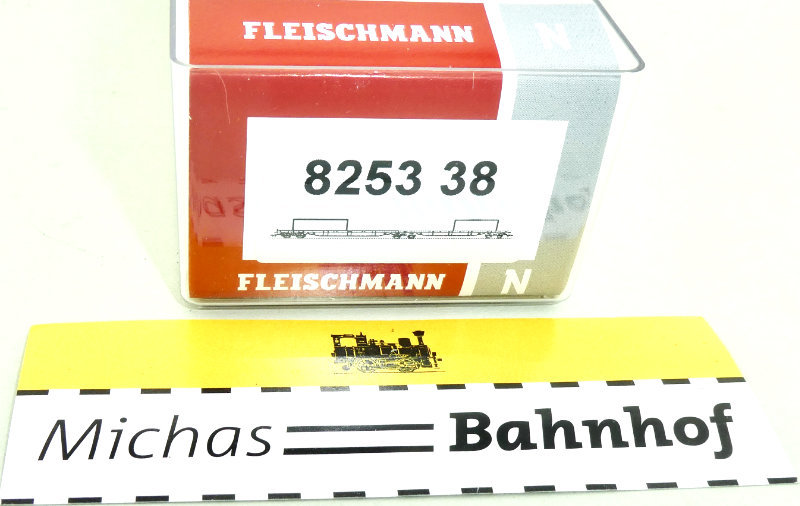 FLEISCHMANN N
8253 38
FLEISCHMANN N
Michas Bahnhof